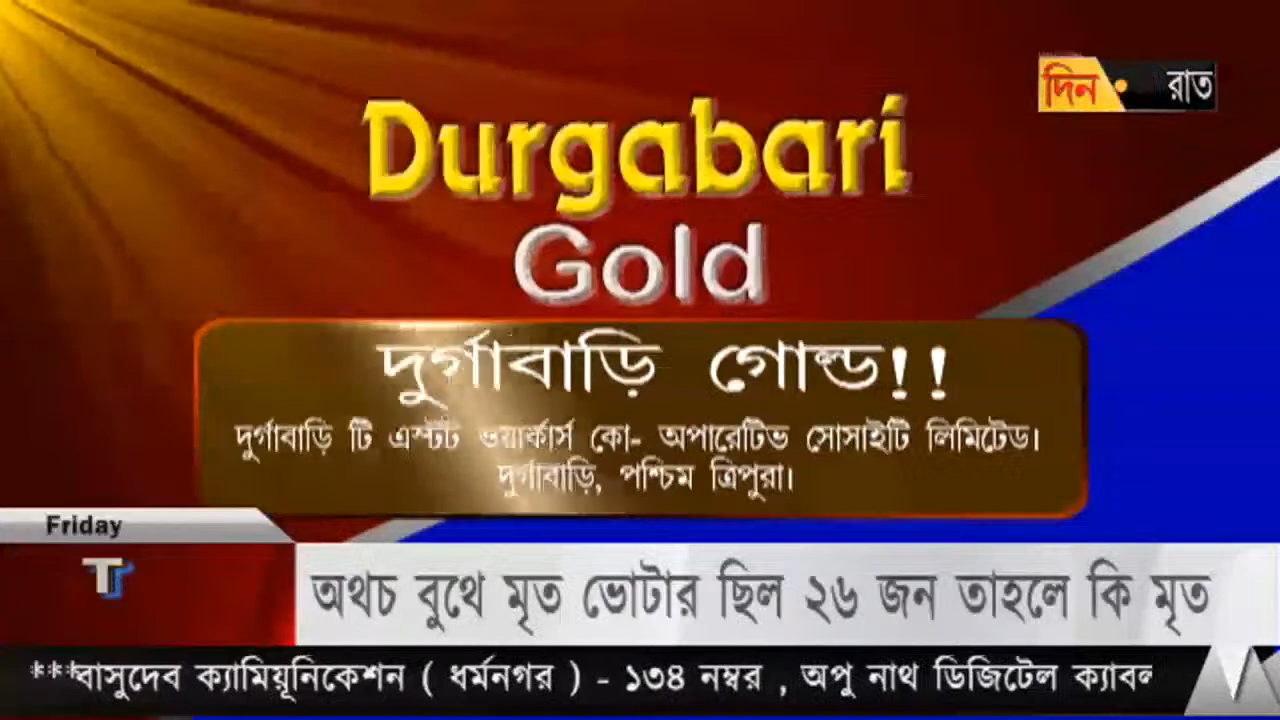 দিন রাত
Durgabari
Gold
দুর্গাবাড়ি গোল্ড!!
দুর্গাবাড়ি টি এস্টট ওয়ার্কার্স কো- অপারেটিভ সোসাইটি লিমিটেড।
দুর্গাবাড়ি, পশ্চিম ত্রিপুরা।
Friday
অথচ বুথে মৃত ভোটার ছিল ২৬ জন তাহলে কি মৃত
***বাসুদেব ক্যামিয়ূনিকেশন ( ধর্মনগর ) - ১৩৪ নম্বর , অপু নাথ ডিজিটেল ক্যাবল